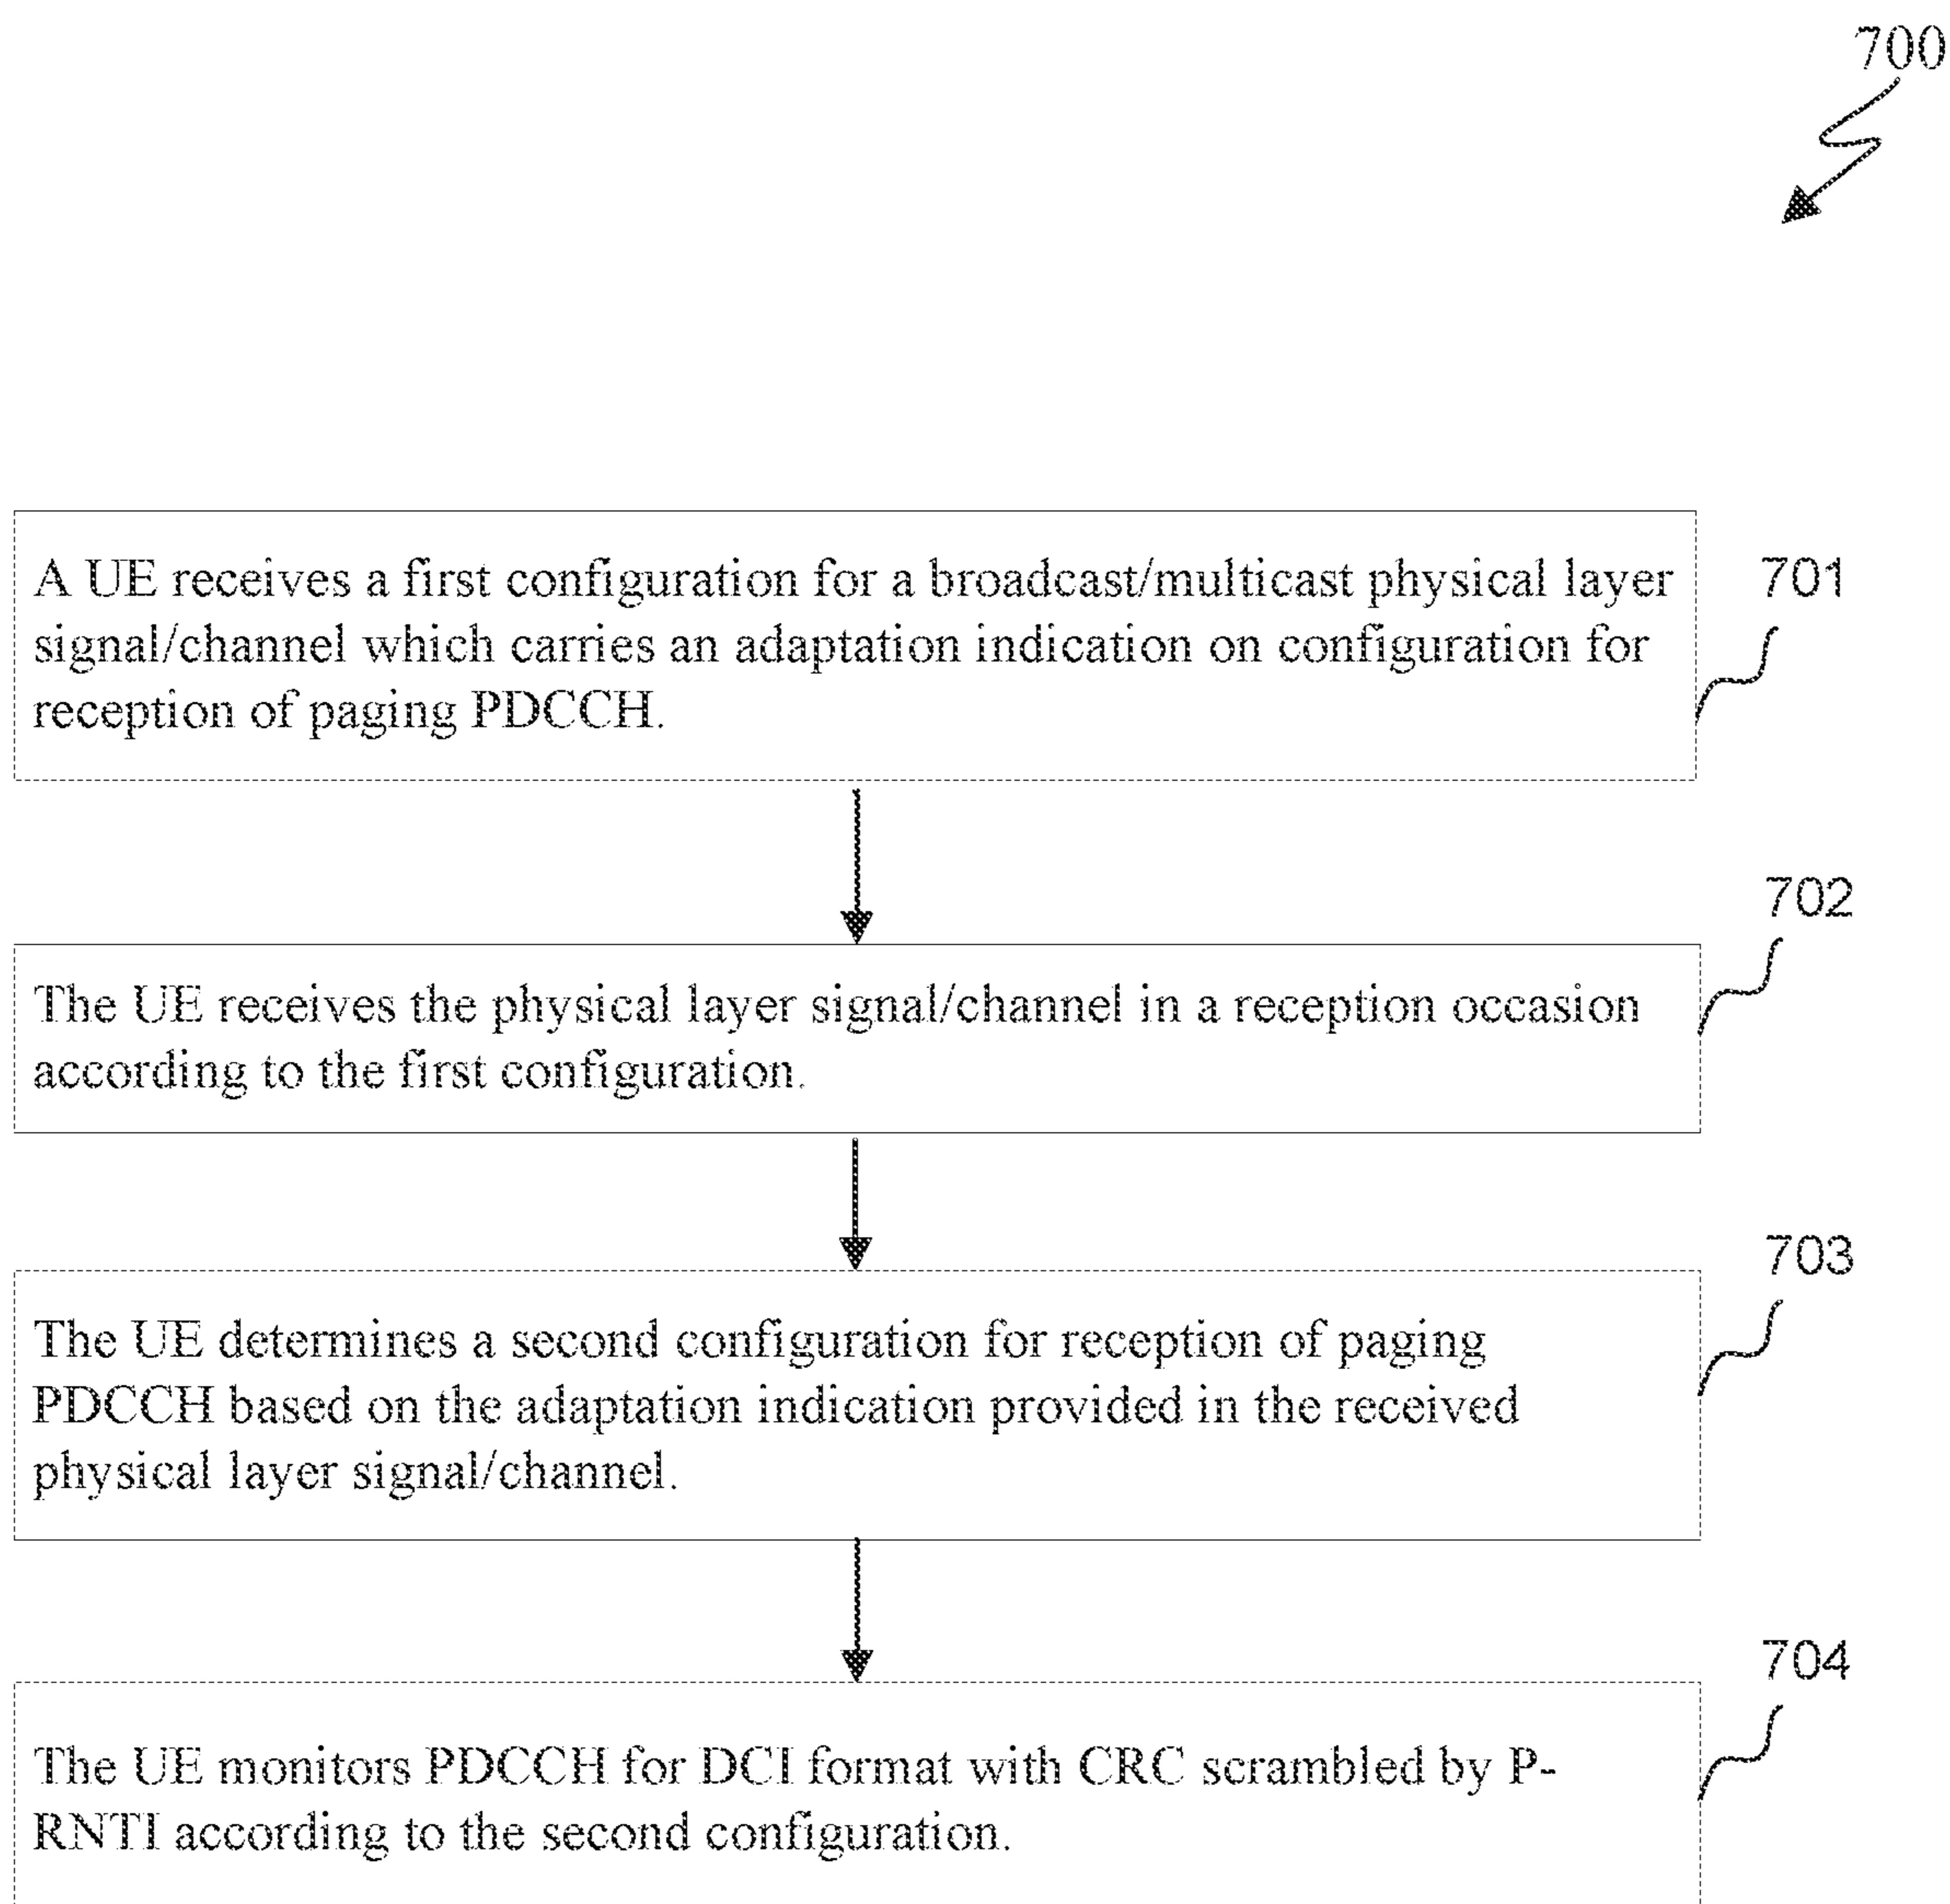 700
A UE receives a first configuration for a broadcast/multicast physical layer
signal/channel which carries an adaptation indication on configuration for
reception of paging PDCCH.
701
The UE receives the physical layer signal/channel in a reception occasion
according to the first configuration.
702
The UE determines a second configuration for reception of paging
PDCCH based on the adaptation indication provided in the received
physical layer signal/channel.
703
The UE monitors PDCCH for DCI format with CRC scrambled by P-
RNTI according to the second configuration.
704